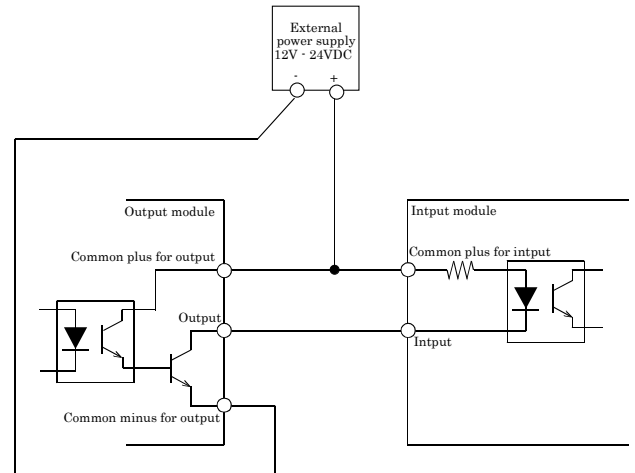 External
power supply
12V - 24VDC
- +
Output module
Intput module
Common plus for output
Common plus for intput
Output
Intput
Common minus for output